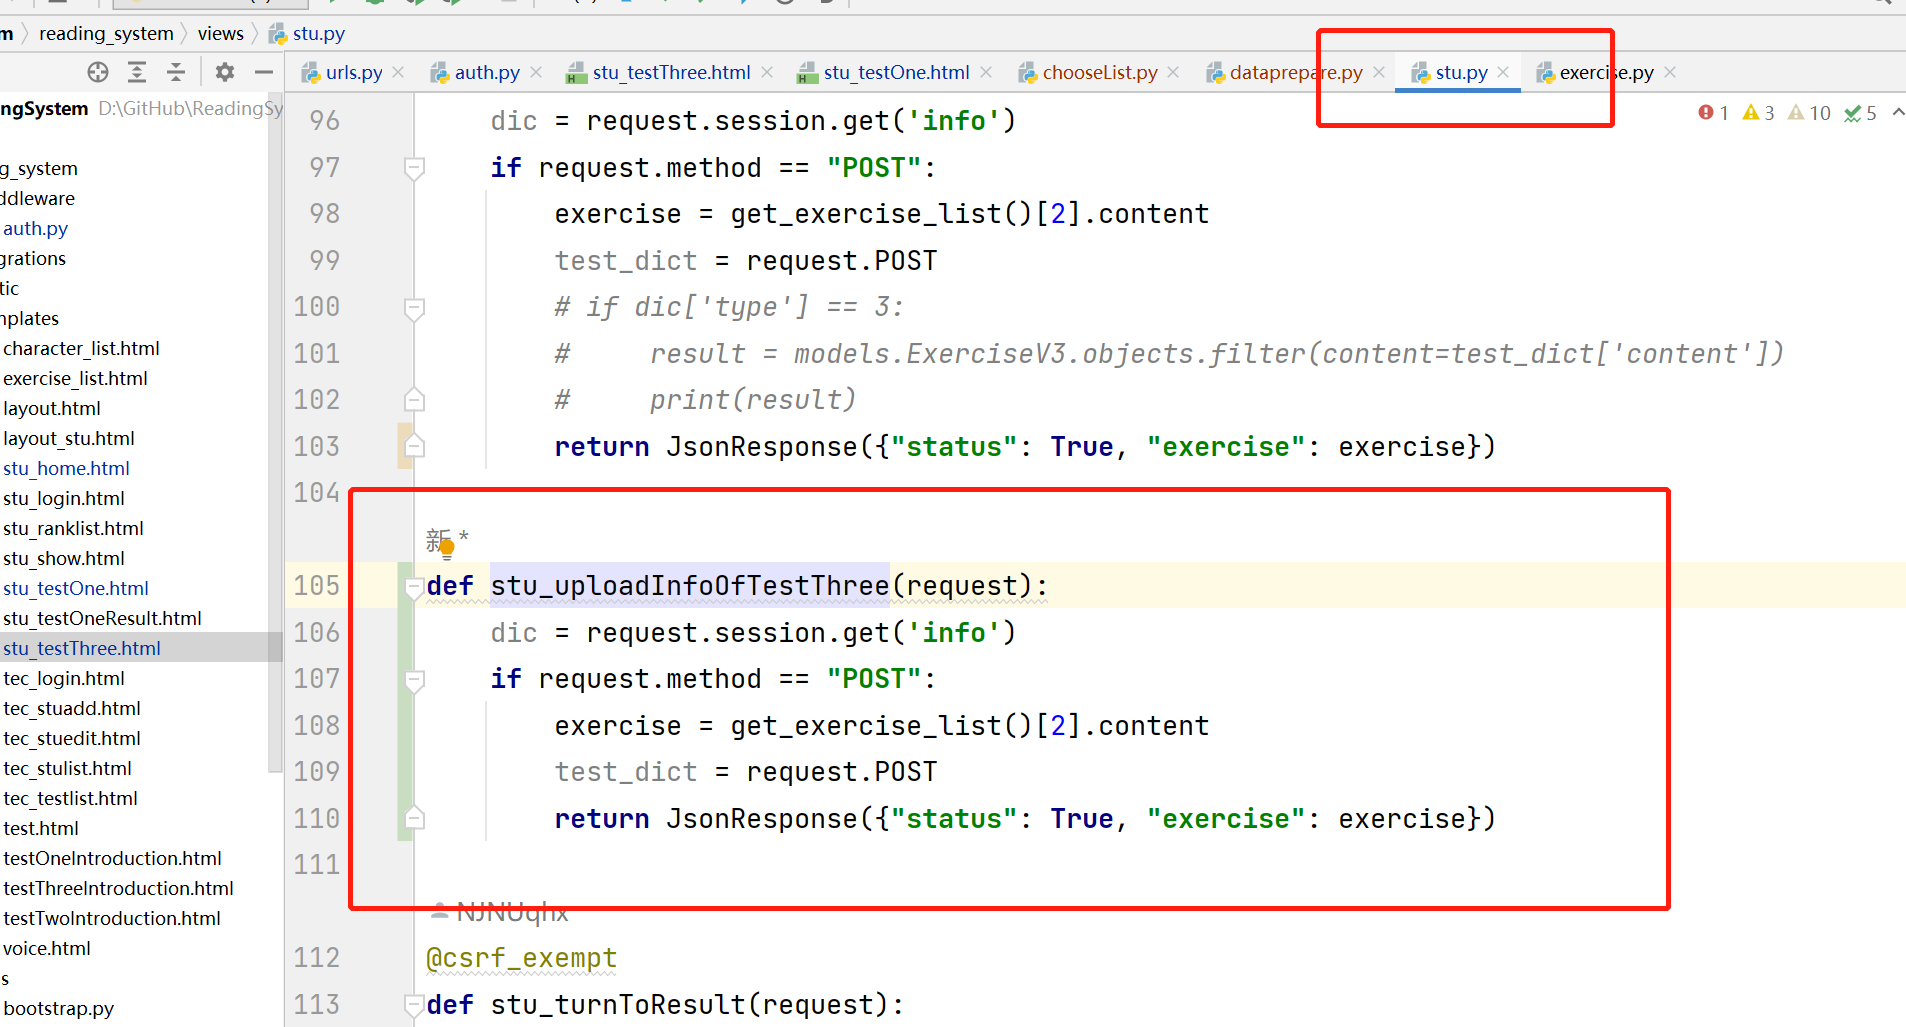 m reading_system views stu.py
urls.py auth.py stu_testThree.html stu_testOne.html chooseList.py dataprepare.py stu.py exercise.py
ngSystem D:\GitHub\ReadingSy
g_system
ddleware
auth.py
grations
tic
nplates
character_list.html
exercise_list.html
layout.html
layout_stu.html
stu_home.html
stu_login.html
stu_ranklist.html
stu_show.html
stu_testOne.html
stu_testOneResult.html
stu_testThree.html
tec_login.html
tec_stuadd.html
tec_stuedit.html
tec_stulist.html
tec_testlist.html
test.html
testOneIntroduction.html
testThreeIntroduction.html
testTwoIntroduction.html
voice.html
s
bootstrap.py
1 3 10 5
96 dic = request.session.get('info')
97 if request.method == "POST":
98 exercise = get_exercise_list()[2].content
99 test_dict = request.POST
100 # if dic['type'] == 3:
101 # result = models.ExerciseV3.objects.filter(content=test_dict['content'])
102 # print(result)
103 return JsonResponse({"status": True, "exercise": exercise})
104
新 *
105 def stu_uploadInfoOfTestThree(request):
106 dic = request.session.get('info')
107 if request.method == "POST":
108 exercise = get_exercise_list()[2].content
109 test_dict = request.POST
110 return JsonResponse({"status": True, "exercise": exercise})
111
NJNUqhx
112 @csrf_exempt
113 def stu_turnToResult(request):